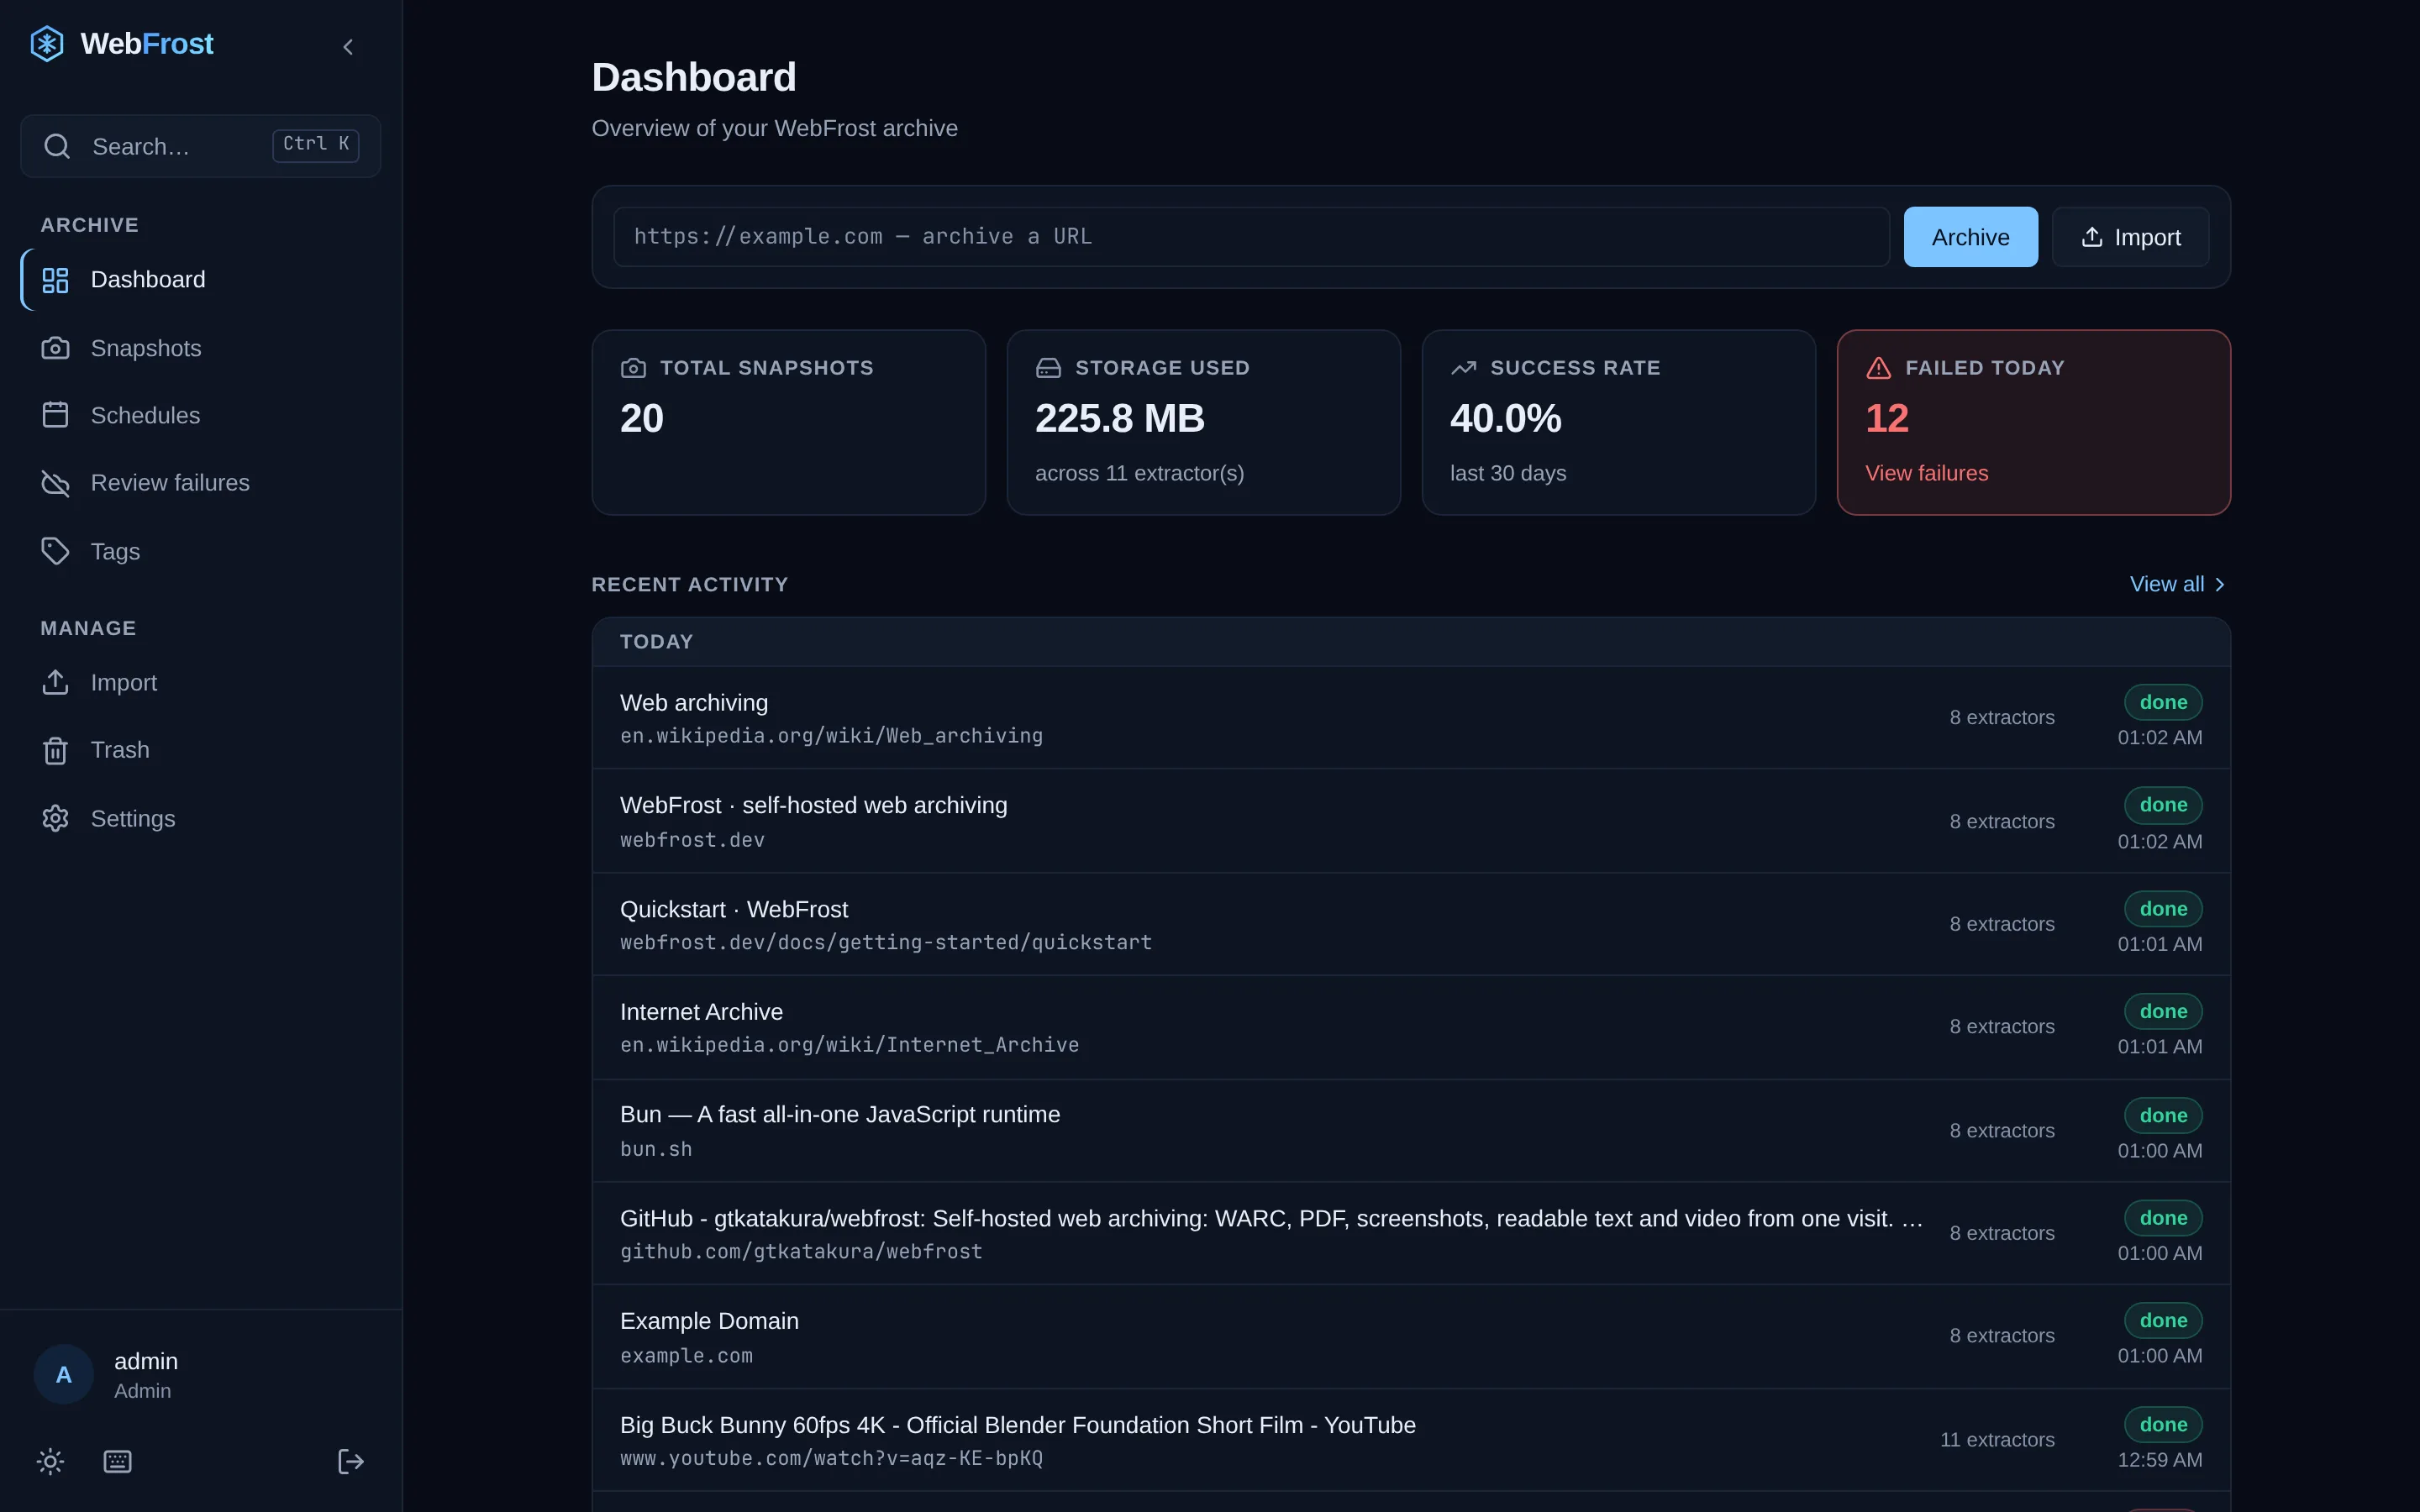 WebFrost
Search… Ctrl K
ARCHIVE
Dashboard
Snapshots
Schedules
Review failures
Tags
MANAGE
Import
Trash
Settings
A
admin
Admin
Dashboard
Overview of your WebFrost archive
https://example.com — archive a URL
Archive
Import
TOTAL SNAPSHOTS
20
STORAGE USED
225.8 MB
across 11 extractor(s)
SUCCESS RATE
40.0%
last 30 days
FAILED TODAY
12
View failures
RECENT ACTIVITY
View all
TODAY
Web archiving
en.wikipedia.org/wiki/Web_archiving
8 extractors
done
01:02 AM
WebFrost · self-hosted web archiving
webfrost.dev
8 extractors
done
01:02 AM
Quickstart · WebFrost
webfrost.dev/docs/getting-started/quickstart
8 extractors
done
01:01 AM
Internet Archive
en.wikipedia.org/wiki/Internet_Archive
8 extractors
done
01:01 AM
Bun — A fast all-in-one JavaScript runtime
bun.sh
8 extractors
done
01:00 AM
GitHub - gtkatakura/webfrost: Self-hosted web archiving: WARC, PDF, screenshots, readable text and video from one visit. …
github.com/gtkatakura/webfrost
8 extractors
done
01:00 AM
Example Domain
example.com
8 extractors
done
01:00 AM
Big Buck Bunny 60fps 4K - Official Blender Foundation Short Film - YouTube
www.youtube.com/watch?v=aqz-KE-bpKQ
11 extractors
done
12:59 AM